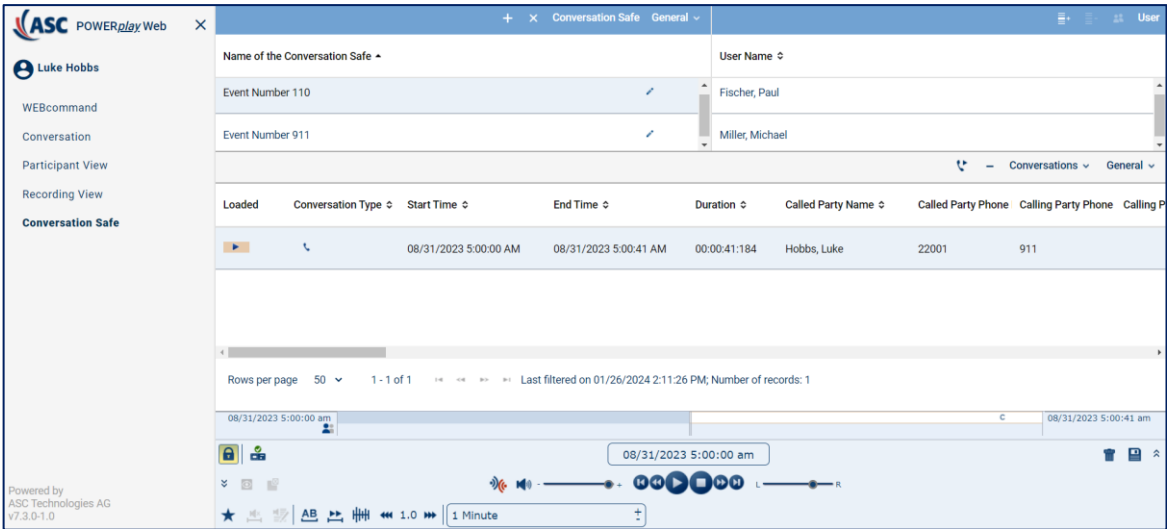 ASC POWERplay Web
Luke Hobbs
WEBcommand
Conversation
Participant View
Recording View
Conversation Safe
Powered by
ASC Technologies AG
v7.3.0-1.0
Conversation Safe General
User
Name of the Conversation Safe
User Name
Event Number 110
Fischer, Paul
Event Number 911
Miller, Michael
Conversations General
Loaded Conversation Type Start Time End Time Duration Called Party Name Called Party Phone Calling Party Phone Calling P
08/31/2023 5:00:00 AM 08/31/2023 5:00:41 AM 00:00:41:184 Hobbs, Luke 22001 911
Rows per page 50 1 - 1 of 1 Last filtered on 01/26/2024 2:11:26 PM; Number of records: 1
08/31/2023 5:00:00 am C 08/31/2023 5:00:41 am
08/31/2023 5:00:00 am
- + L R
AB 1.0 1 Minute